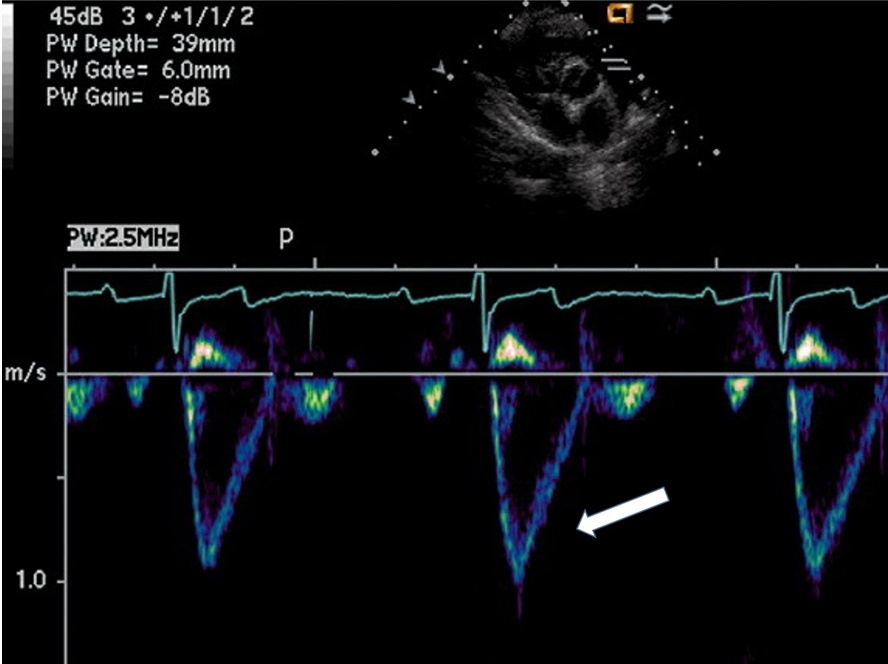 45dB 3 •/+1/1/2
PW Depth= 39mm
PW Gate= 6.0mm
PW Gain= -8dB
PW:2.5MHz
P
m/s
1.0